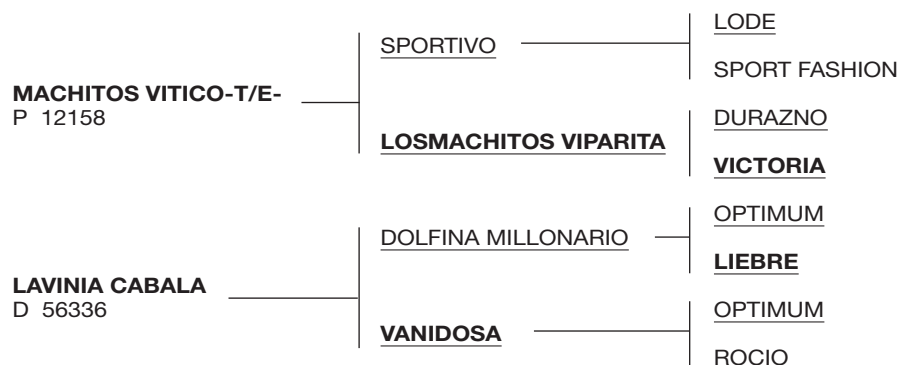 LODE
SPORTIVO
SPORT FASHION
MACHITOS VITICO-T/E-
P 12158
DURAZNO
LOSMACHITOS VIPARITA
VICTORIA
OPTIMUM
DOLFINA MILLONARIO
LIEBRE
LAVINIA CABALA
D 56336
OPTIMUM
VANIDOSA
ROCIO